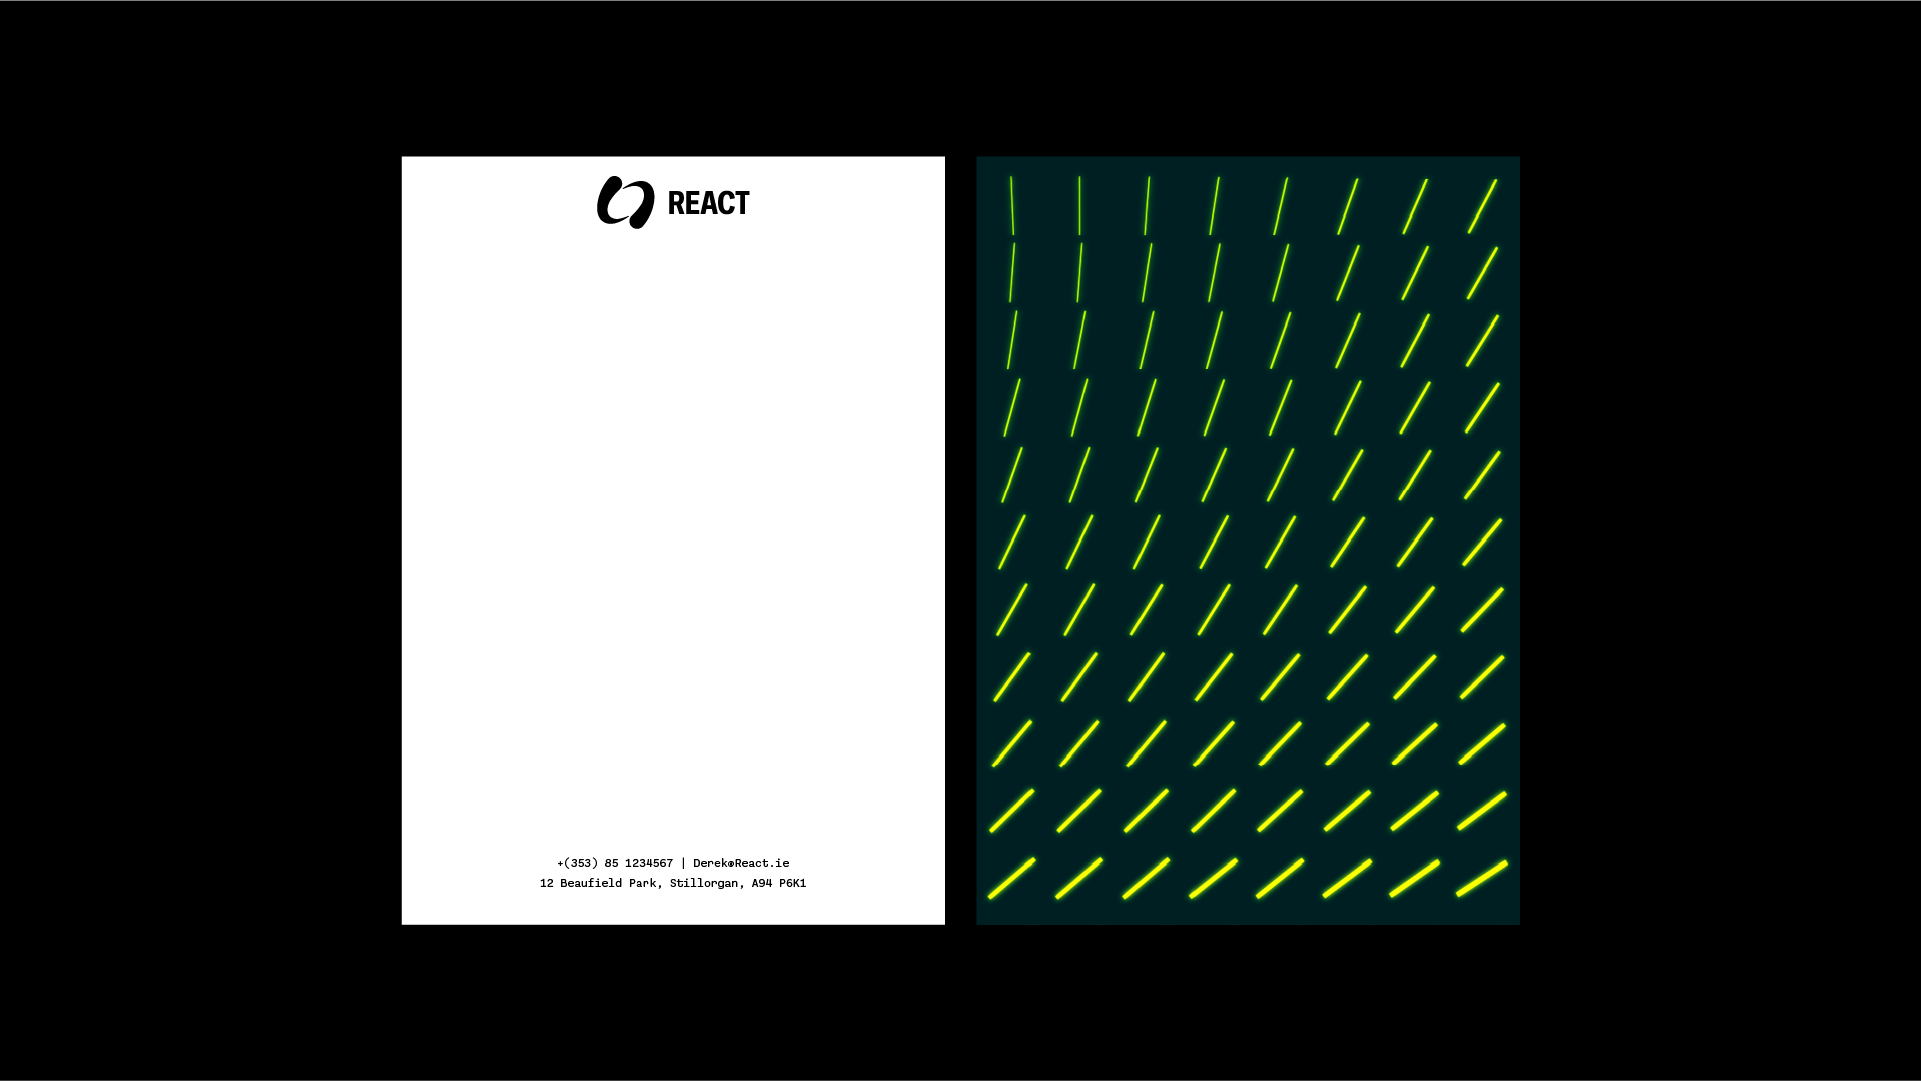 REACT
+(353) 85 1234567 | Derek@React.ie
12 Beaufield Park, Stillorgan, A94 P6K1